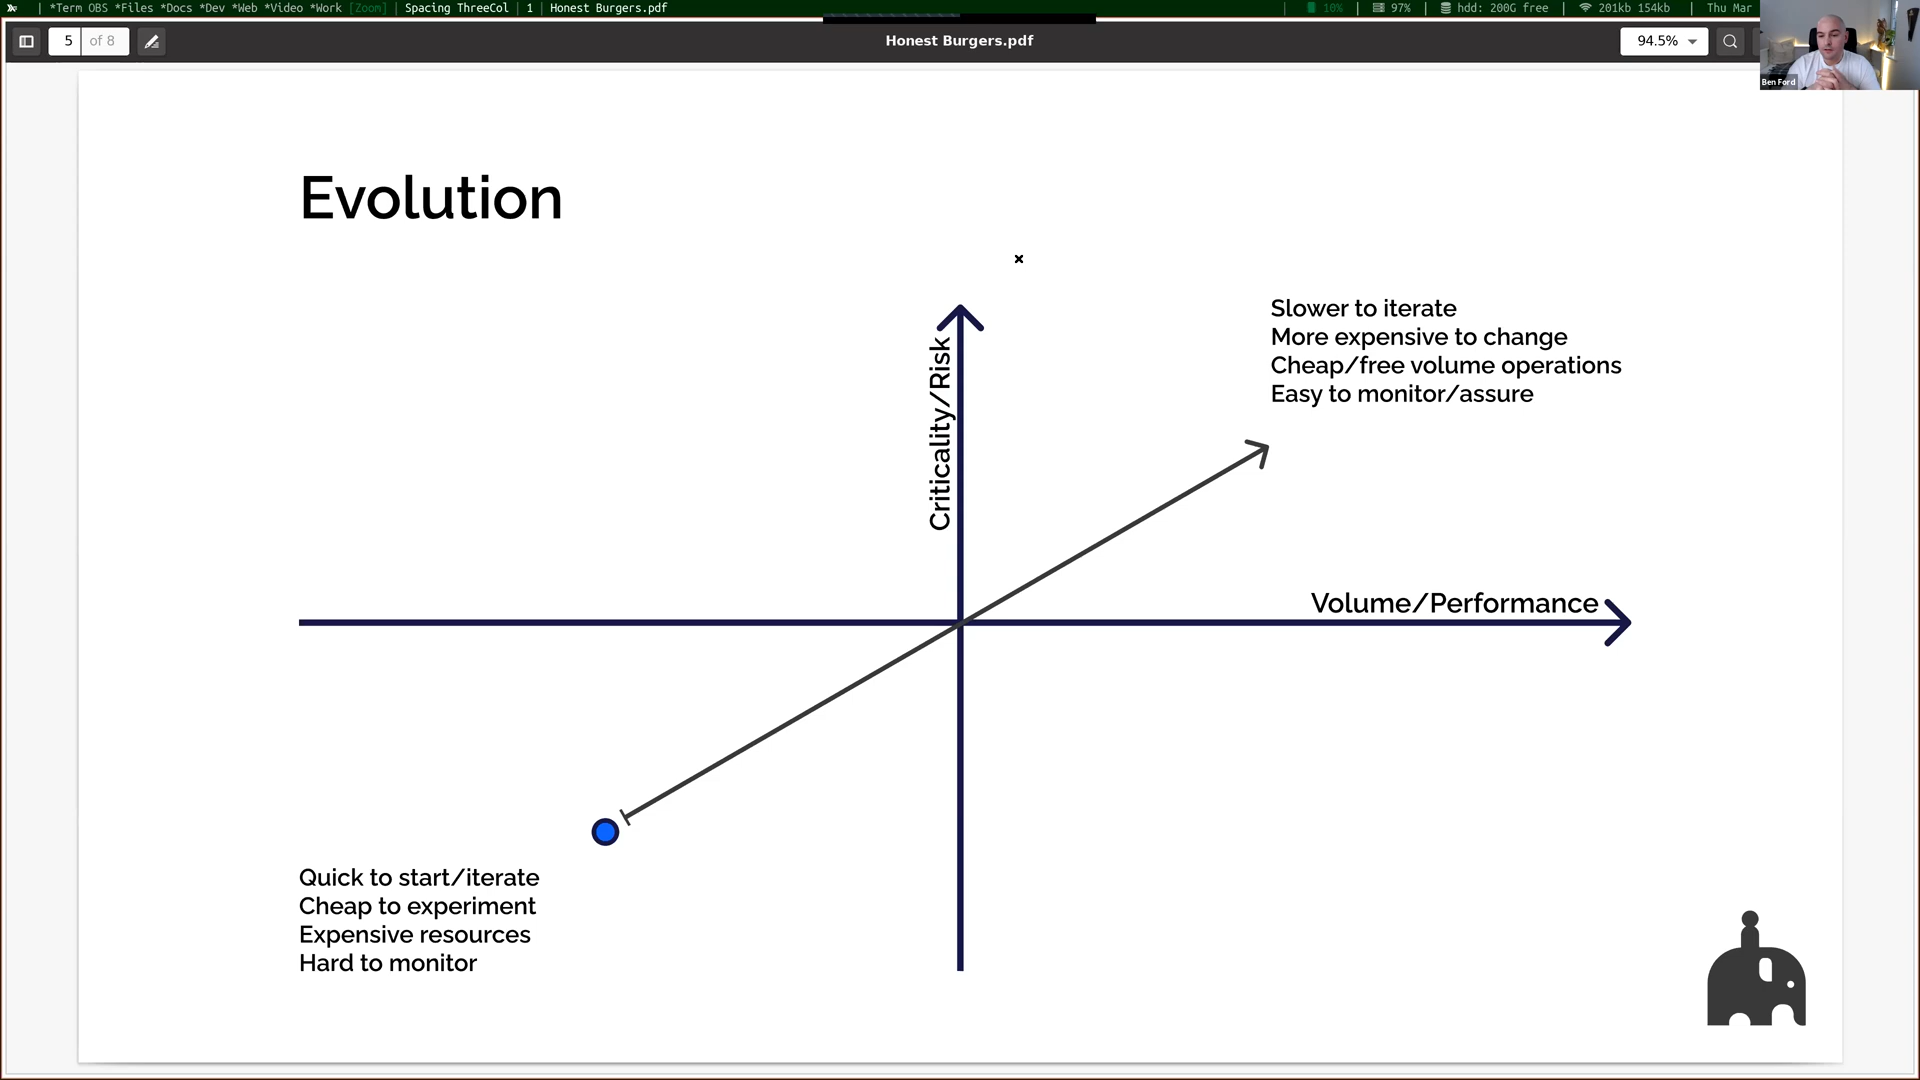 *Term OBS *Files *Docs *Dev *Web *Video *Work [Zoom] | Spacing ThreeCol | 1 | Honest Burgers.pdf
10% | 97% | hdd: 200G free | 201kb 154kb | Thu Mar
5 of 8
Honest Burgers.pdf
94.5%
Ben Ford
Evolution
Slower to iterate
More expensive to change
Cheap/free volume operations
Easy to monitor/assure
Criticality/Risk
Volume/Performance
Quick to start/iterate
Cheap to experiment
Expensive resources
Hard to monitor